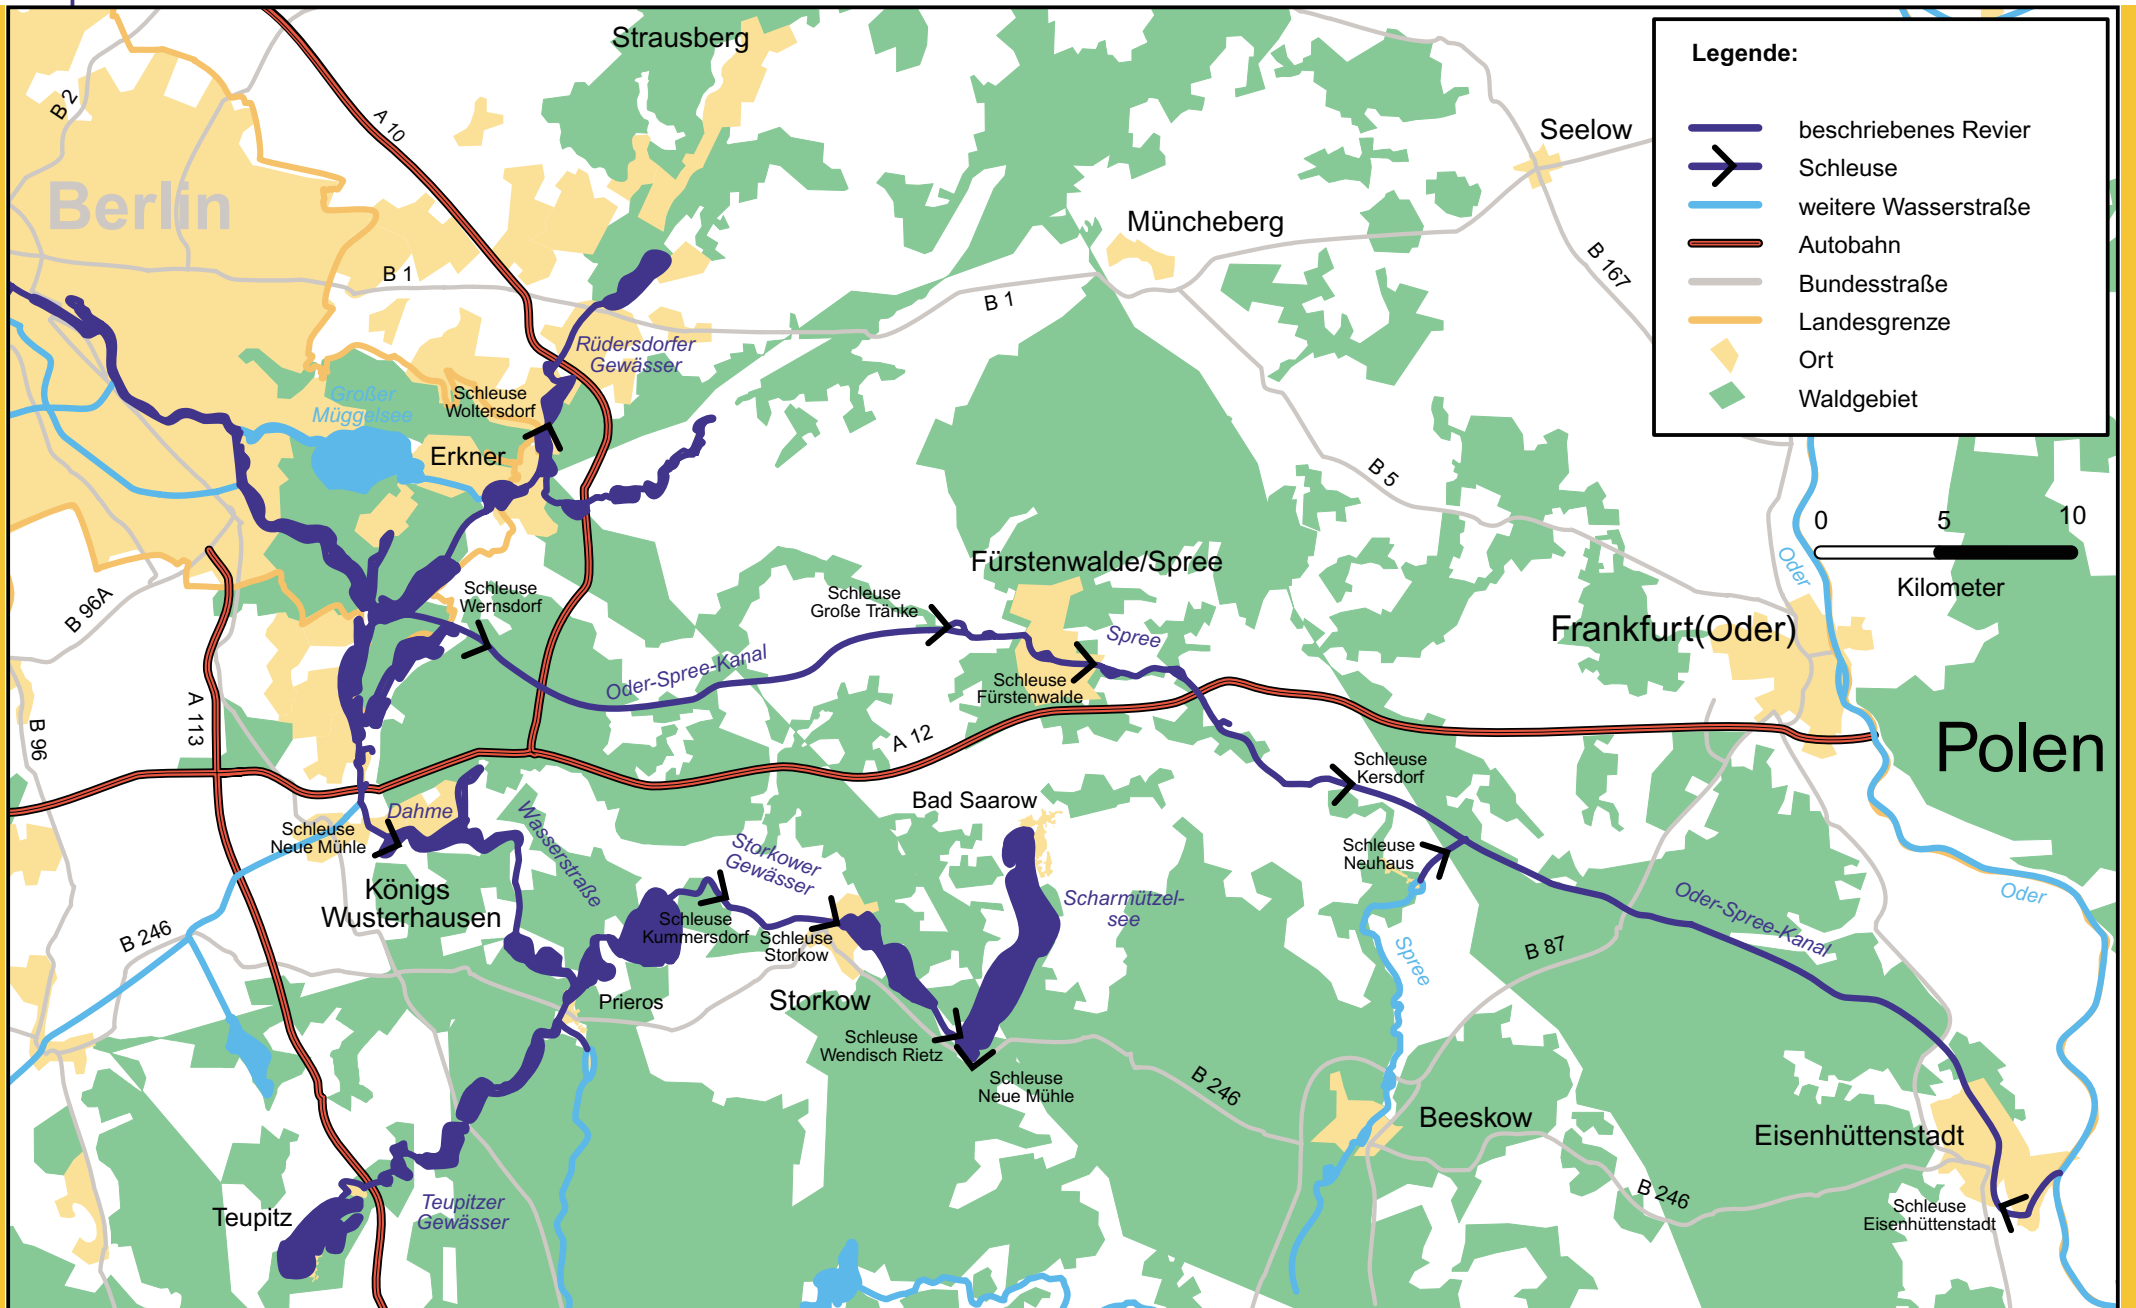 Strausberg
Legende:
beschriebenes Revier
Schleuse
weitere Wasserstraße
Autobahn
Bundesstraße
Landesgrenze
Ort
Waldgebiet
B 2
A 10
Seelow
Berlin
Müncheberg
B 167
B 1
B 1
Rüdersdorfer
Gewässer
Großer
Müggelsee
Schleuse
Woltersdorf
Erkner
B 5
0 5 10
Kilometer
Oder
Fürstenwalde/Spree
Schleuse
Wernsdorf
Schleuse
Große Tränke
B 96A
Spree
Frankfurt(Oder)
Oder-Spree-Kanal
Schleuse
Fürstenwalde
A 113
B 96
A 12
Polen
Schleuse
Kersdorf
Bad Saarow
Dahme
Wasserstraße
Schleuse
Neue Mühle
Storkower
Gewässer
Schleuse
Neuhaus
Königs
Wusterhausen
Scharmützel-
see
Oder-Spree-Kanal
Oder
Schleuse
Kummersdorf
Schleuse
Storkow
B 246
B 87
Spree
Prieros
Storkow
Schleuse
Wendisch Rietz
Schleuse
Neue Mühle
B 246
Beeskow
Eisenhüttenstadt
Teupitz
Teupitzer
Gewässer
B 246
Schleuse
Eisenhüttenstadt